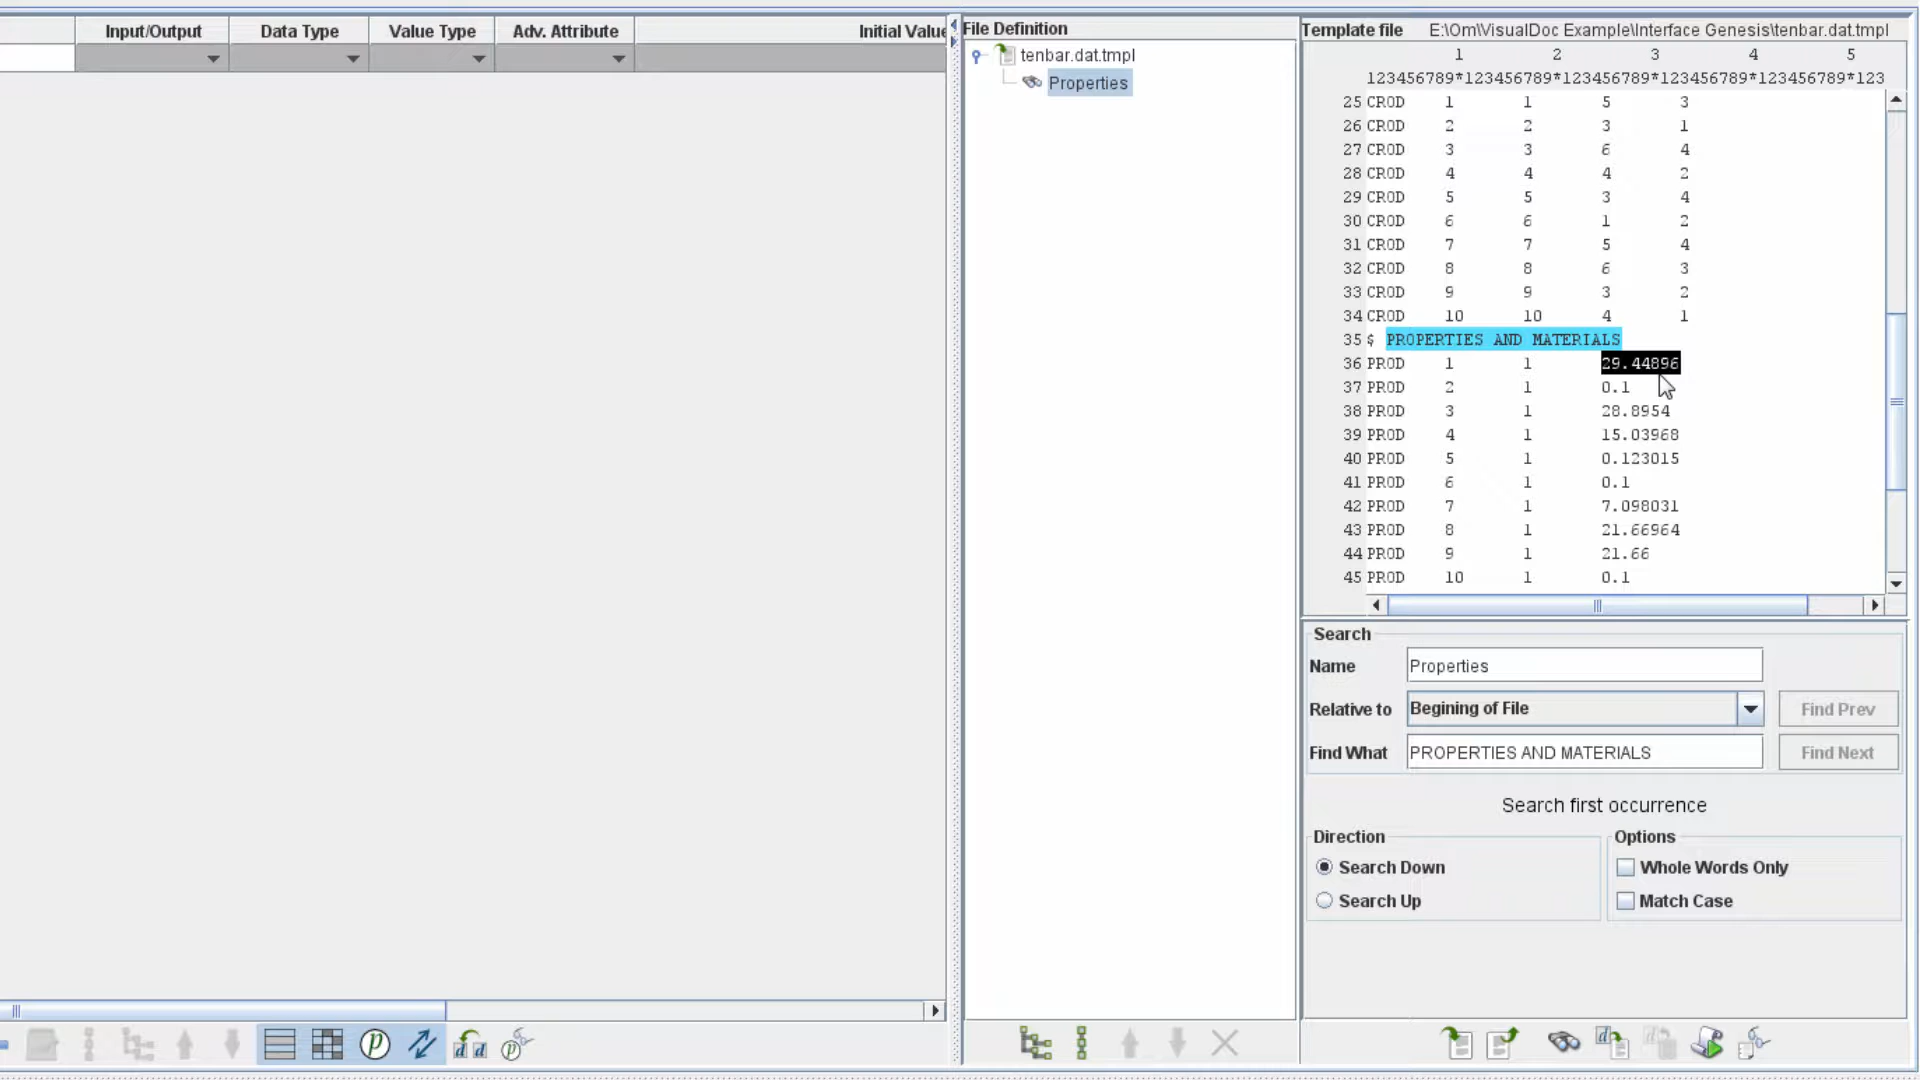 Input/Output Data Type Value Type Adv. Attribute Initial Value
File Definition
tenbar.dat.tmpl
Properties
Template file E:\Om\VisualDoc Example\Interface Genesis\tenbar.dat.tmpl
1 2 3 4 5
123456789*123456789*123456789*123456789*123456789*123
25 CROD 1 1 5 3
26 CROD 2 2 3 1
27 CROD 3 3 6 4
28 CROD 4 4 4 2
29 CROD 5 5 3 4
30 CROD 6 6 1 2
31 CROD 7 7 5 4
32 CROD 8 8 6 3
33 CROD 9 9 3 2
34 CROD 10 10 4 1
35 $ PROPERTIES AND MATERIALS
36 PROD 1 1 29.44896
37 PROD 2 1 0.1
38 PROD 3 1 28.8954
39 PROD 4 1 15.03968
40 PROD 5 1 0.123015
41 PROD 6 1 0.1
42 PROD 7 1 7.098031
43 PROD 8 1 21.66964
44 PROD 9 1 21.66
45 PROD 10 1 0.1
Search
Name Properties
Relative to Begining of File Find Prev
Find What PROPERTIES AND MATERIALS Find Next
Search first occurrence
Direction Options
Search Down Whole Words Only
Search Up Match Case